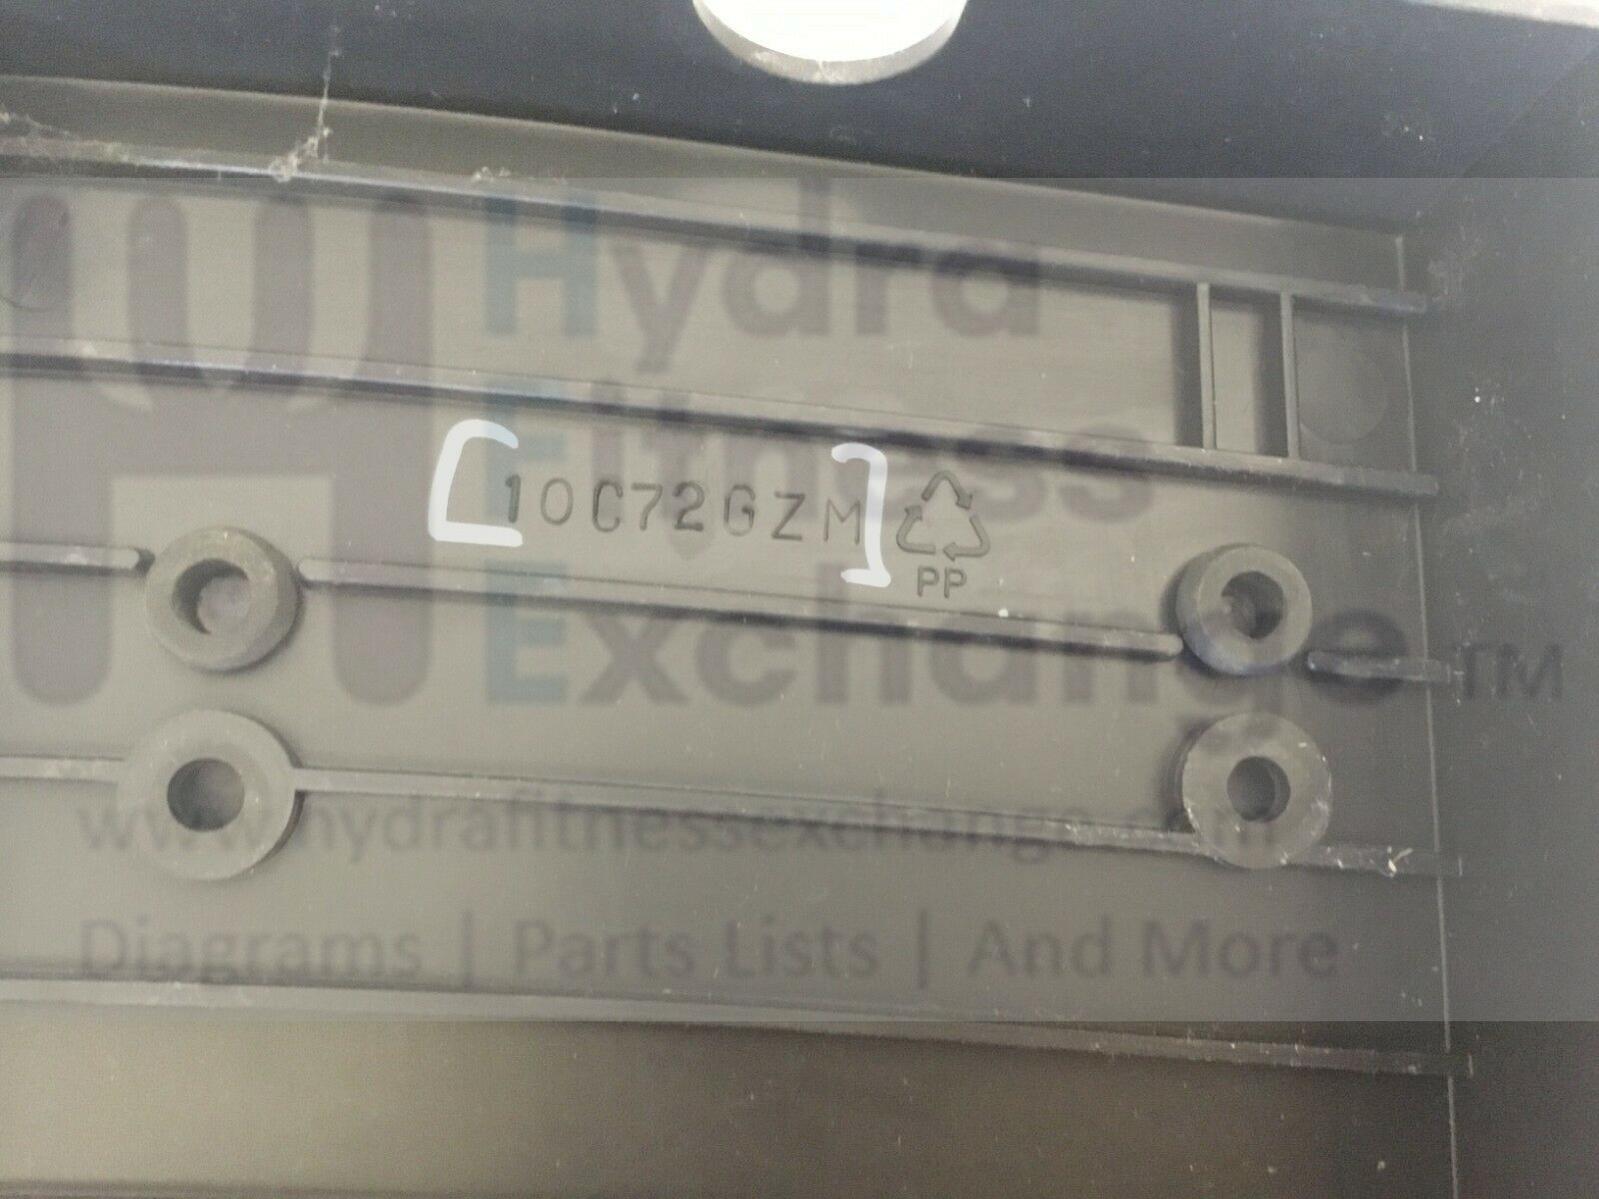 Hydra
Fitness
10C72GZM
PP
Exchange™
www.hydrafitnessexchange.com
Diagrams | Parts Lists | And More